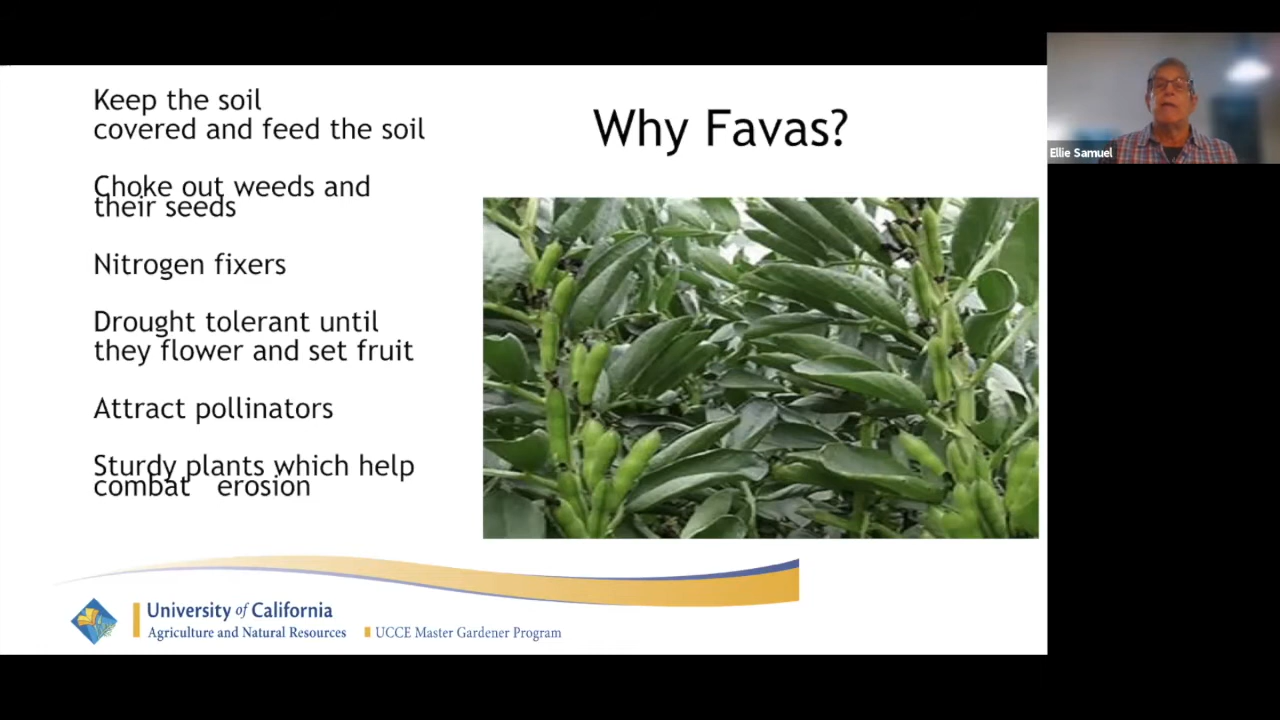 Keep the soil
covered and feed the soil
Choke out weeds and
their seeds
Nitrogen fixers
Drought tolerant until
they flower and set fruit
Attract pollinators
Sturdy plants which help
combat erosion
Why Favas?
Ellie Samuel
University of California
Agriculture and Natural Resources
UCCE Master Gardener Program